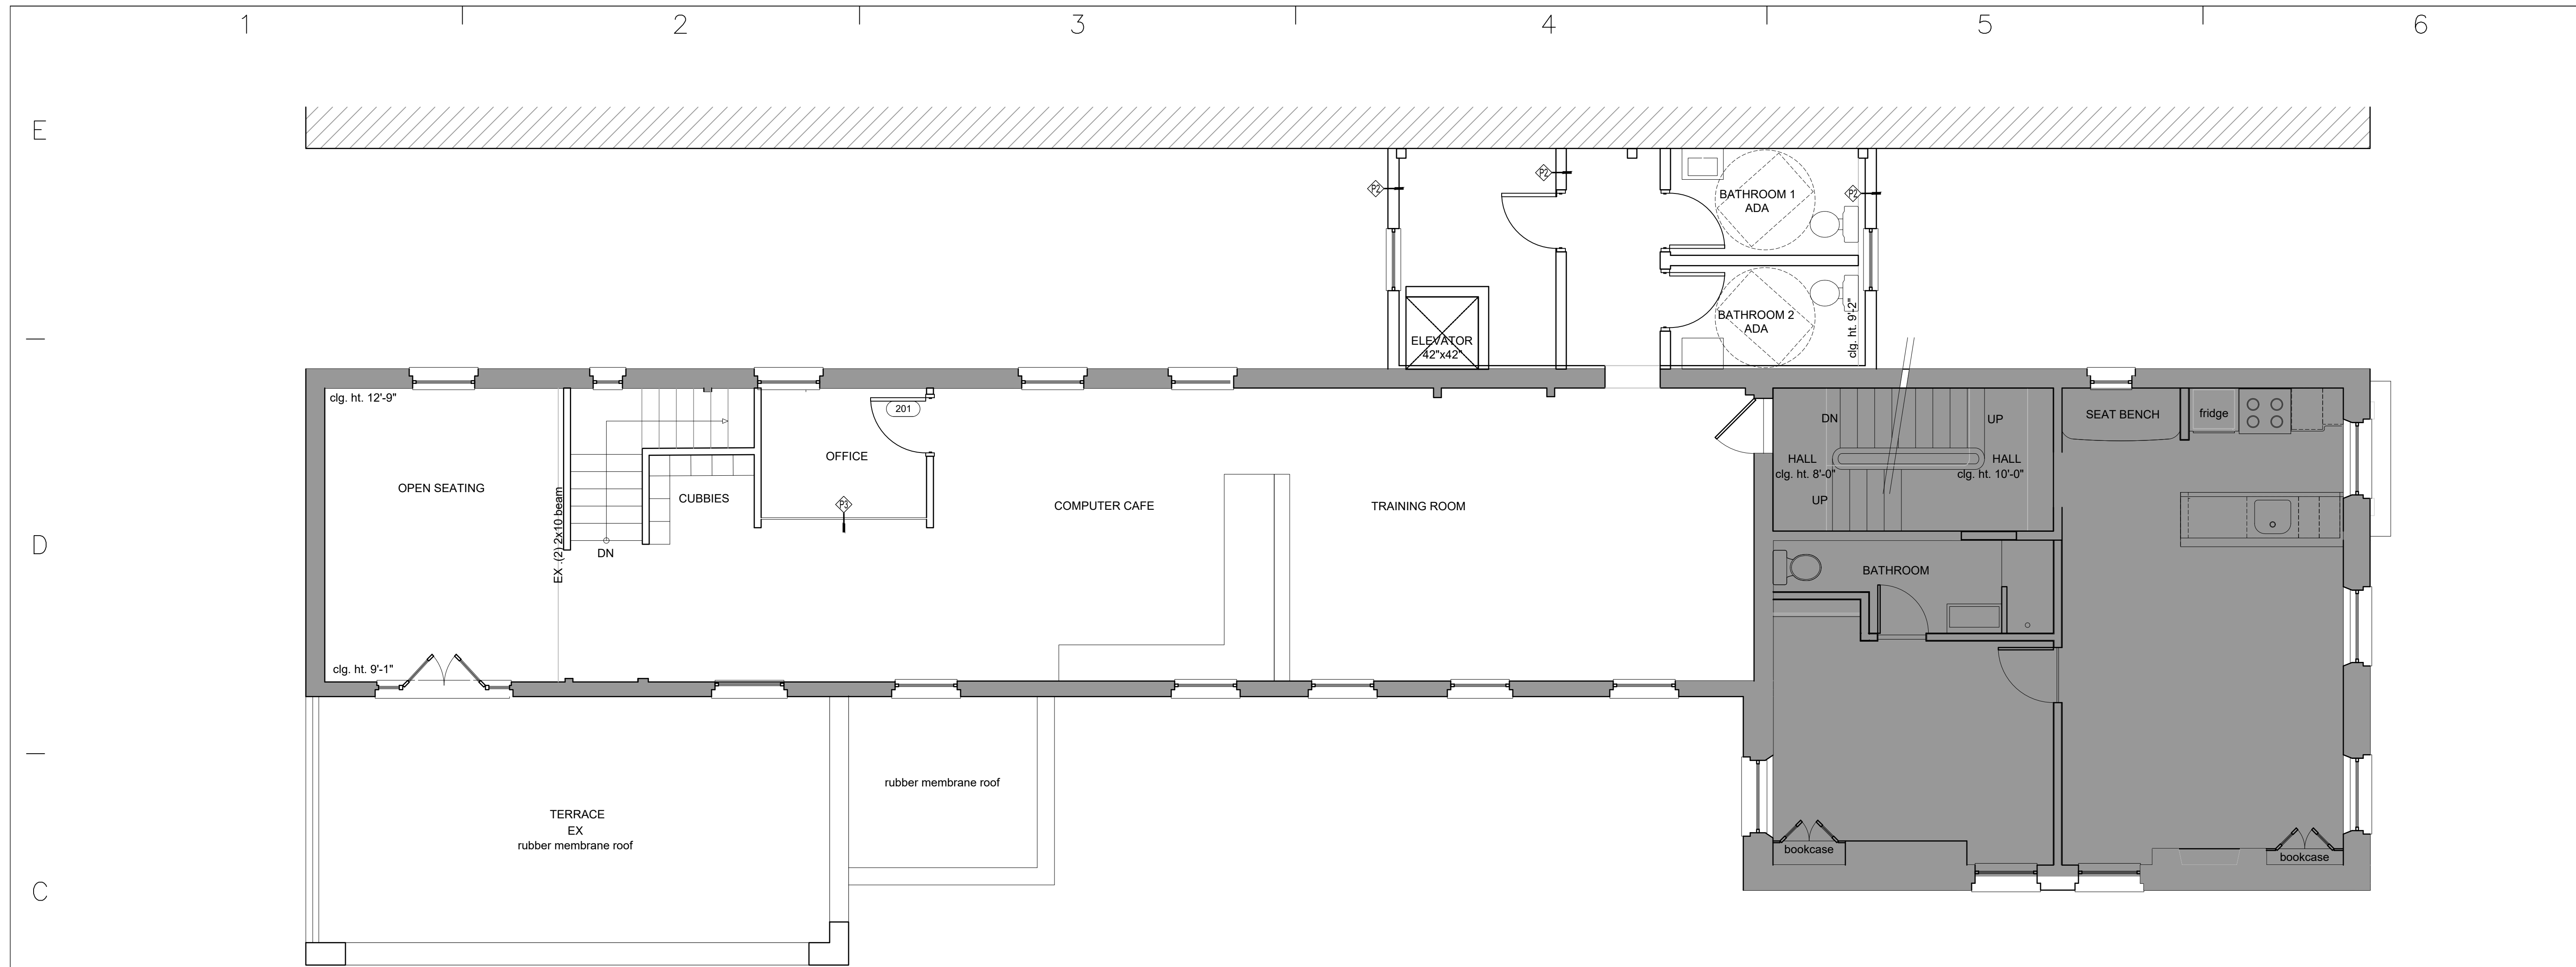 1 2 3 4 5 6
E
P2
P2
BATHROOM 1
ADA
P2
BATHROOM 2
ADA
clg. ht. 9'-2"
ELEVATOR
42"x42"
clg. ht. 12'-9"
201
OFFICE
OPEN SEATING
CUBBIES
P3
COMPUTER CAFE
TRAINING ROOM
DN
UP
HALL
clg. ht. 8'-0"
HALL
clg. ht. 10'-0"
UP
SEAT BENCH
fridge
D
EX .(2) 2x10 beam
DN
BATHROOM
clg. ht. 9'-1"
rubber membrane roof
TERRACE
EX
rubber membrane roof
bookcase
bookcase
C